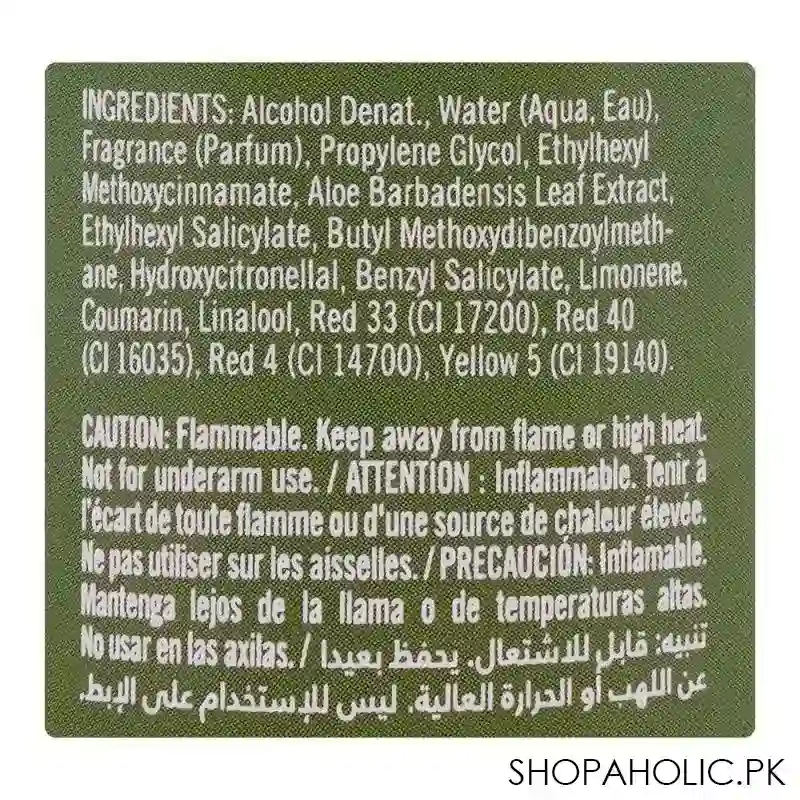 INGREDIENTS: Alcohol Denat., Water (Aqua, Eau),
Fragrance (Parfum), Propylene Glycol, Ethylhexyl
Methoxycinnamate, Aloe Barbadensis Leaf Extract,
Ethylhexyl Salicylate, Butyl Methoxydibenzoylmeth-
ane, Hydroxycitronellal, Benzyl Salicylate, Limonene,
Coumarin, Linalool, Red 33 (CI 17200), Red 40
(CI 16035), Red 4 (CI 14700), Yellow 5 (CI 19140).
CAUTION: Flammable. Keep away from flame or high heat.
Not for underarm use. / ATTENTION : Inflammable. Tenir à
l'écart de toute flamme ou d'une source de chaleur élevée.
Ne pas utiliser sur les aisselles. / PRECAUCIÓN: Inflamable.
Mantenga lejos de la llama o de temperaturas altas.
No usar en las axilas. / تنبيه: قابل للاشتعال. يحفظ بعيدا
عن اللهب أو الحرارة العالية. ليس للإستخدام على الإبط.
SHOPAHOLIC.PK